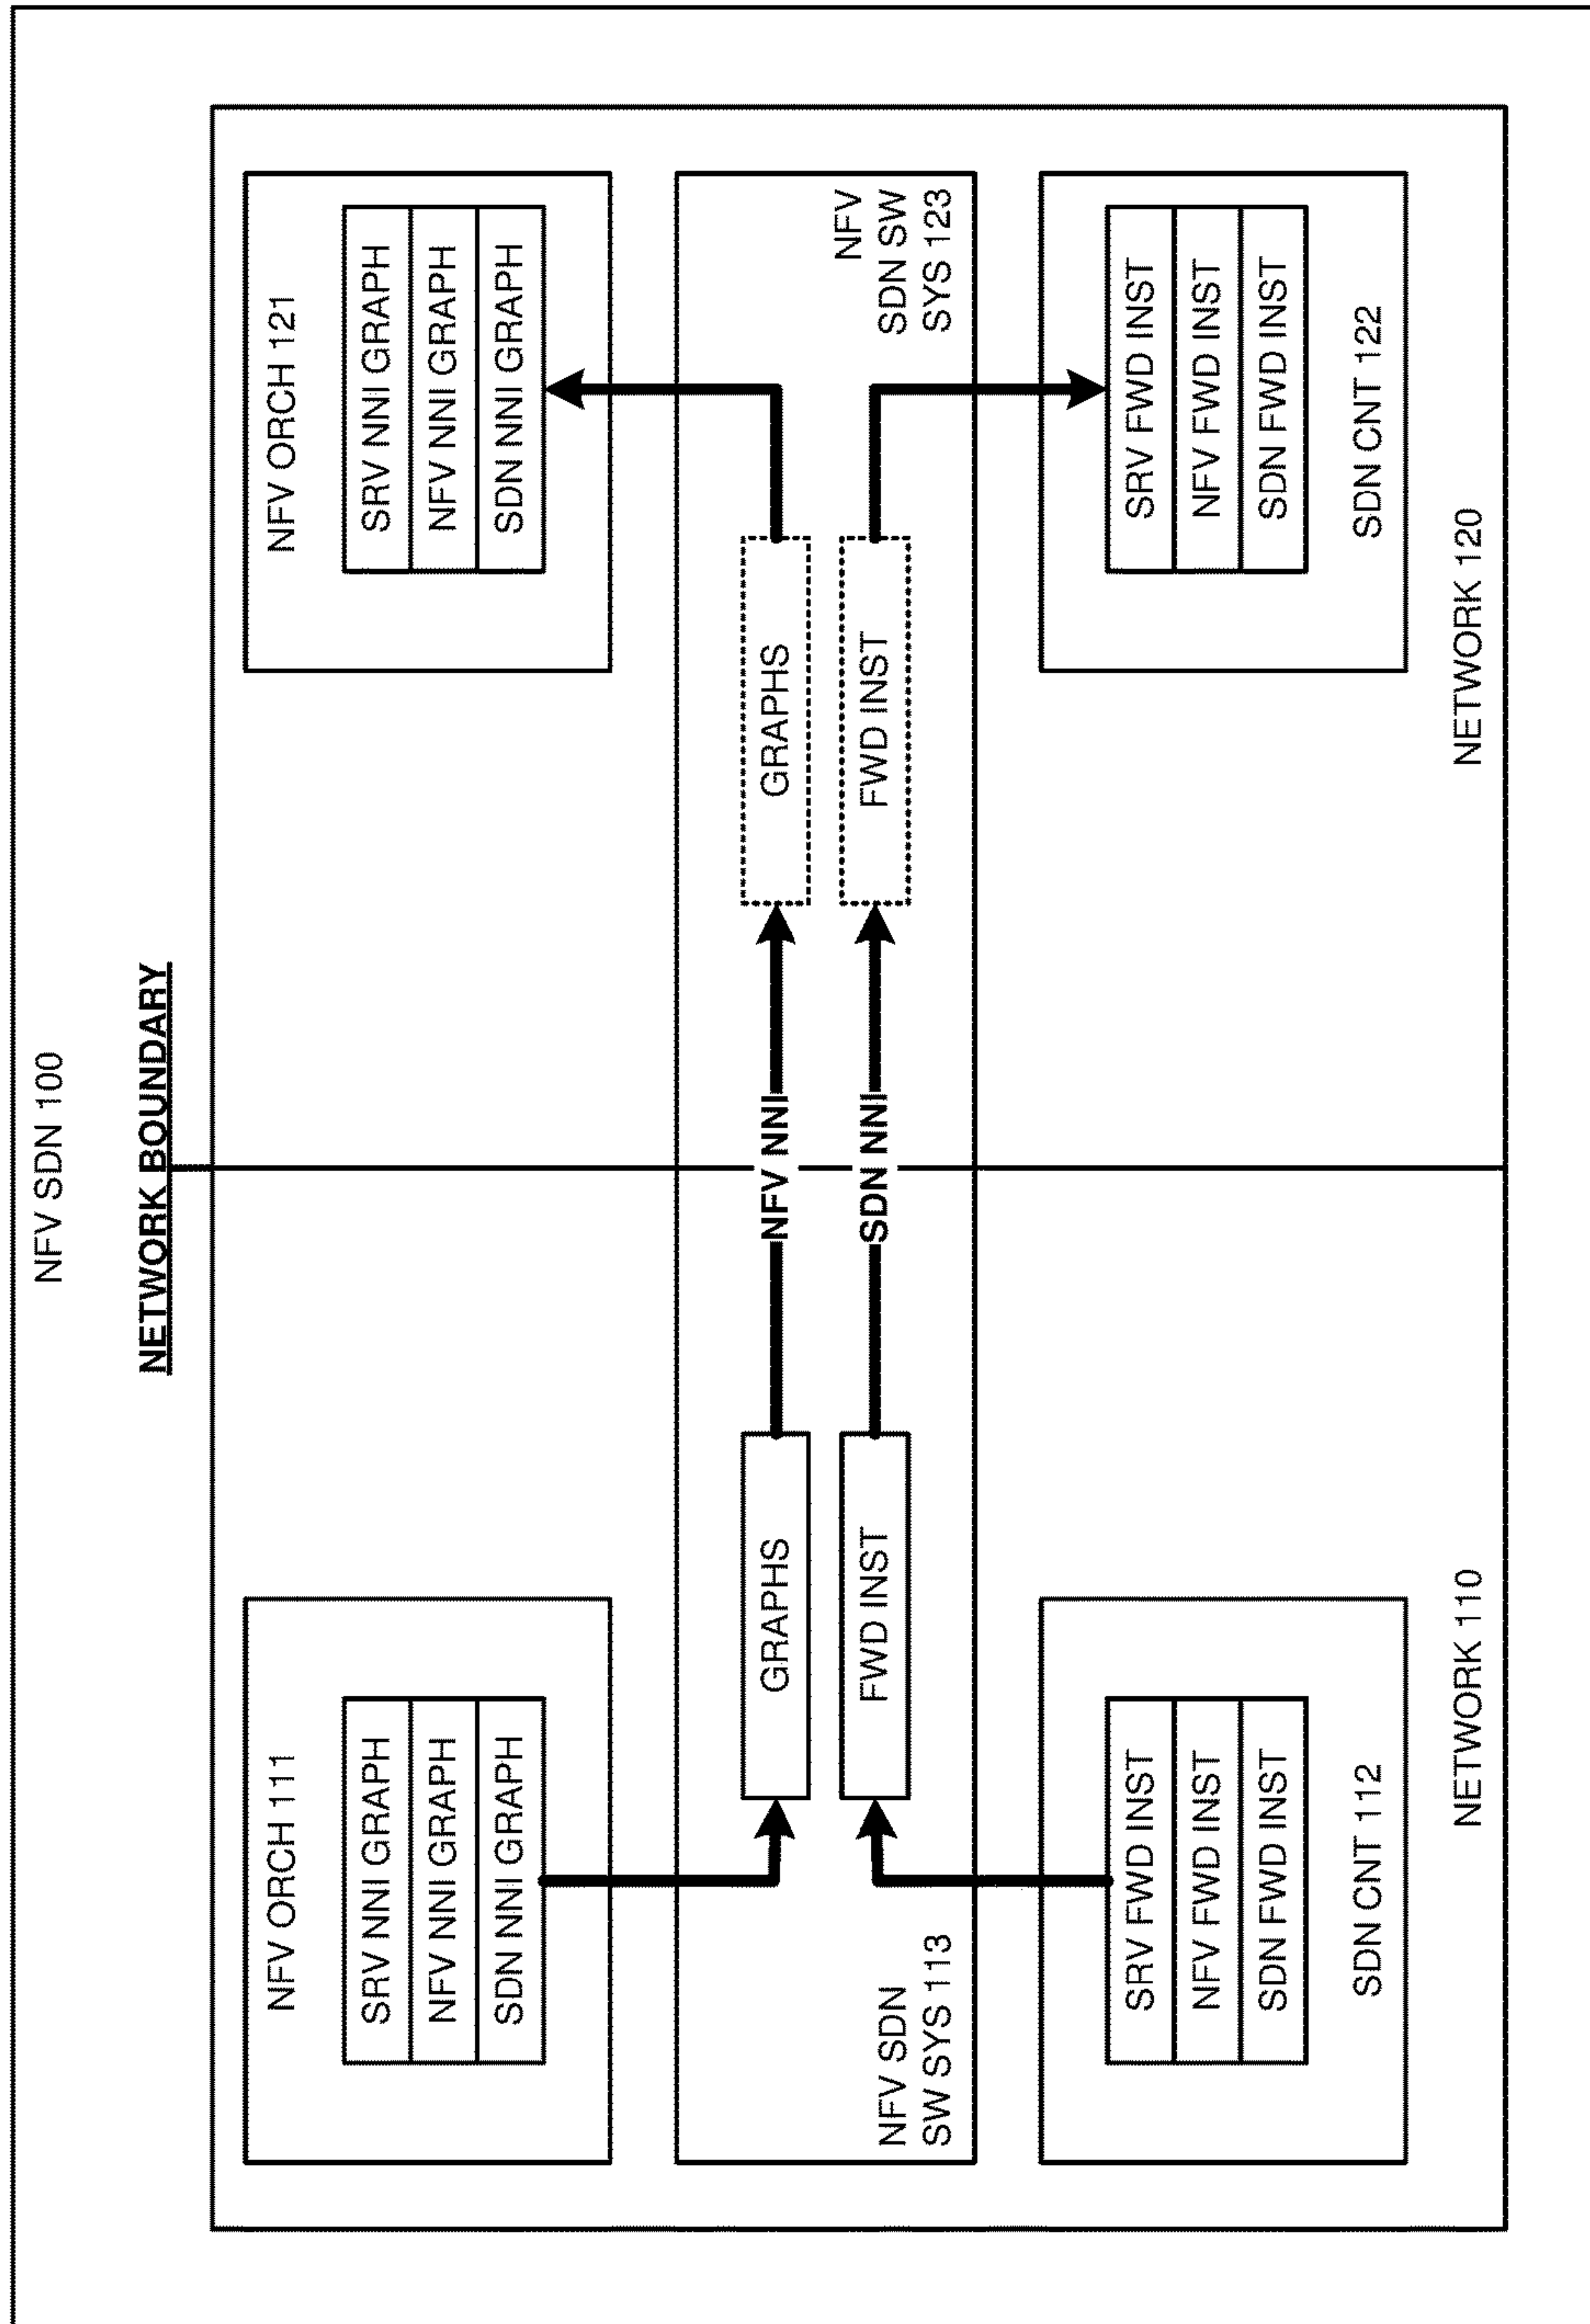 NFV SDN 100
NETWORK BOUNDARY
NFV ORCH 111
SRV NNI GRAPH
NFV NNI GRAPH
SDN NNI GRAPH
NFV ORCH 121
SRV NNI GRAPH
NFV NNI GRAPH
SDN NNI GRAPH
GRAPHS
NFV NNI
GRAPHS
FWD INST
SDN NNI
FWD INST
NFV SDN
SW SYS 113
NFV
SDN SW
SYS 123
SRV FWD INST
NFV FWD INST
SDN FWD INST
SDN CNT 112
SRV FWD INST
NFV FWD INST
SDN FWD INST
SDN CNT 122
NETWORK 110
NETWORK 120